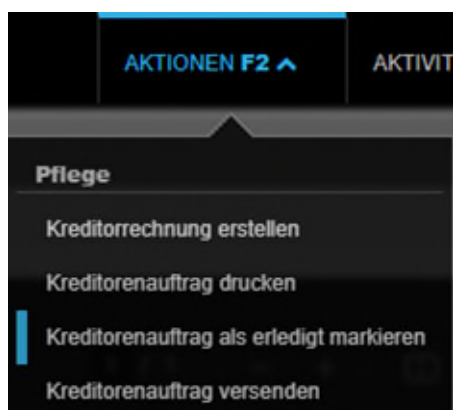 AKTIONEN F2 AKTIVIT
Pflege
Kreditorrechnung erstellen
Kreditorenauftrag drucken
Kreditorenauftrag als erledigt markieren
Kreditorenauftrag versenden